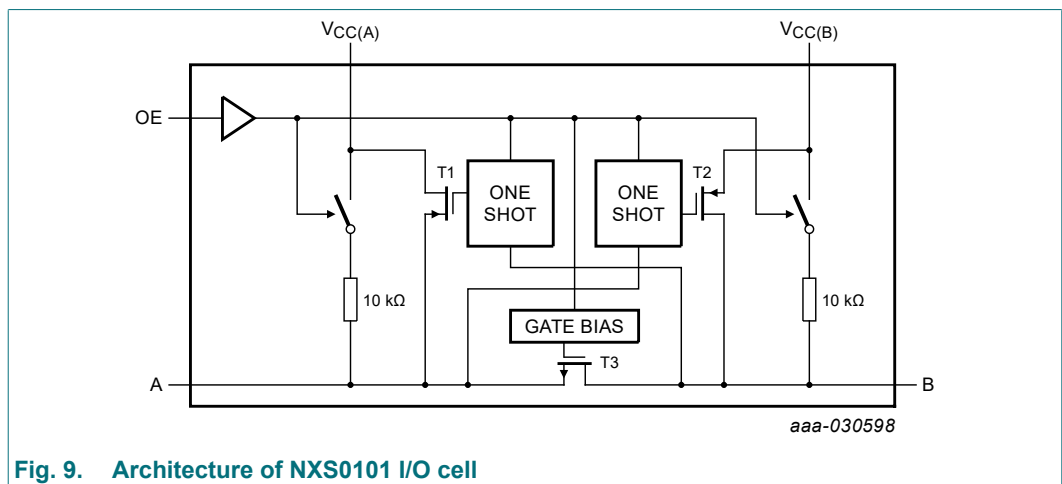 VCC(A)
VCC(B)
OE
T1
ONE
SHOT
ONE
SHOT
T2
10 kΩ
10 kΩ
GATE BIAS
T3
A
B
aaa-030598
Fig. 9. Architecture of NXS0101 I/O cell